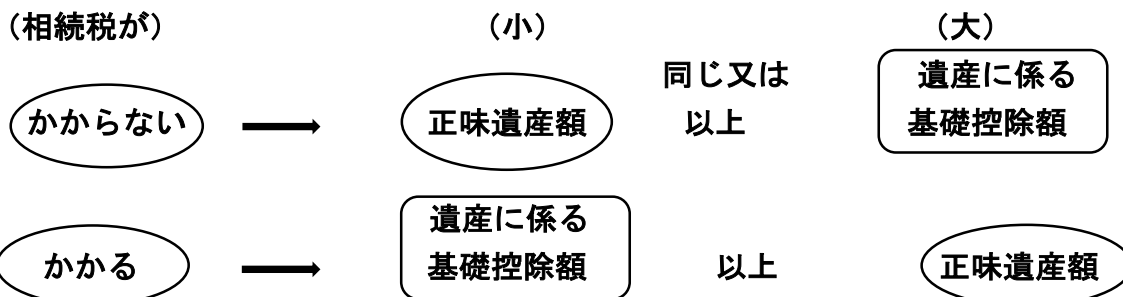 （相続税が） （小） （大）
かからない 正味遺産額 同じ又は 以上 遺産に係る 基礎控除額
かかる 遺産に係る 基礎控除額 以上 正味遺産額